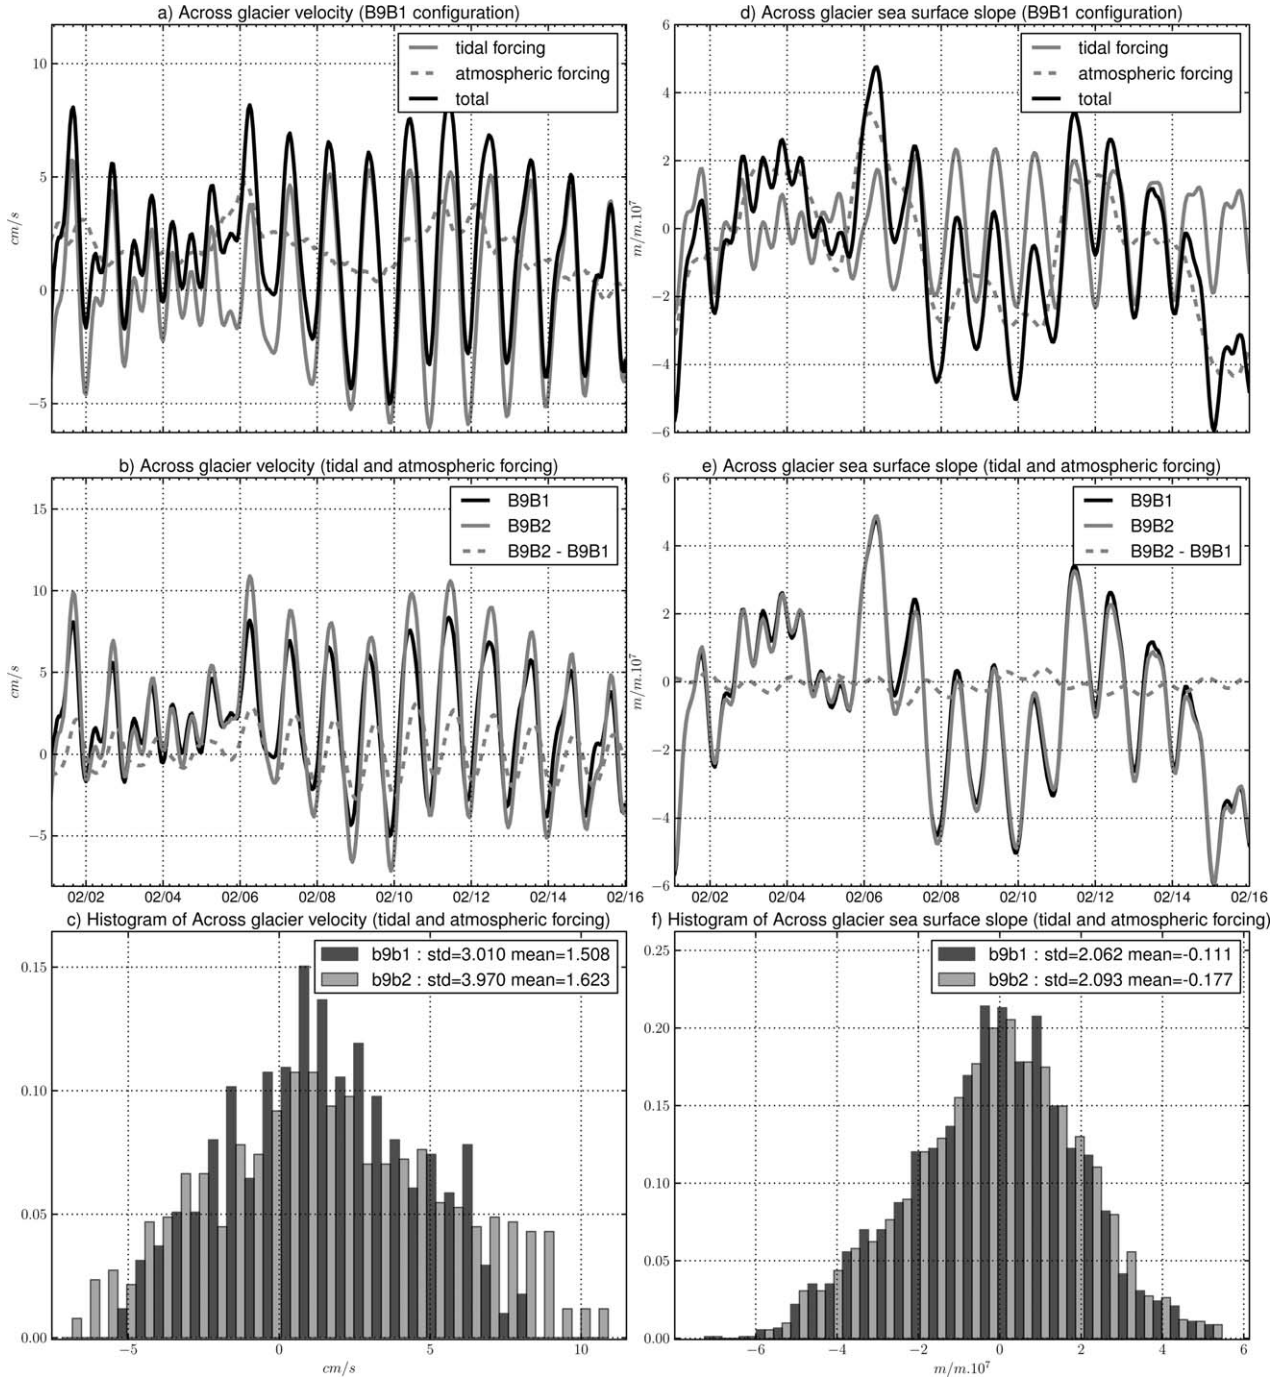 a) Across glacier velocity (B9B1 configuration)
10
5
0
−5
cm/s
tidal forcing
atmospheric forcing
total
d) Across glacier sea surface slope (B9B1 configuration)
6
4
2
0
−2
−4
−6
m/m.10^7
tidal forcing
atmospheric forcing
total
b) Across glacier velocity (tidal and atmospheric forcing)
15
10
5
0
−5
cm/s
B9B1
B9B2
B9B2 - B9B1
02/02 02/04 02/06 02/08 02/10 02/12 02/14 02/16
e) Across glacier sea surface slope (tidal and atmospheric forcing)
6
4
2
0
−2
−4
−6
m/m.10^7
B9B1
B9B2
B9B2 - B9B1
02/02 02/04 02/06 02/08 02/10 02/12 02/14 02/16
c) Histogram of Across glacier velocity (tidal and atmospheric forcing)
b9b1 : std=3.010 mean=1.508
b9b2 : std=3.970 mean=1.623
0.15
0.10
0.05
0.00
−5 0 5 10
cm/s
f) Histogram of Across glacier sea surface slope (tidal and atmospheric forcing)
b9b1 : std=2.062 mean=-0.111
b9b2 : std=2.093 mean=-0.177
0.25
0.20
0.15
0.10
0.05
0.00
−6 −4 −2 0 2 4 6
m/m.10^7